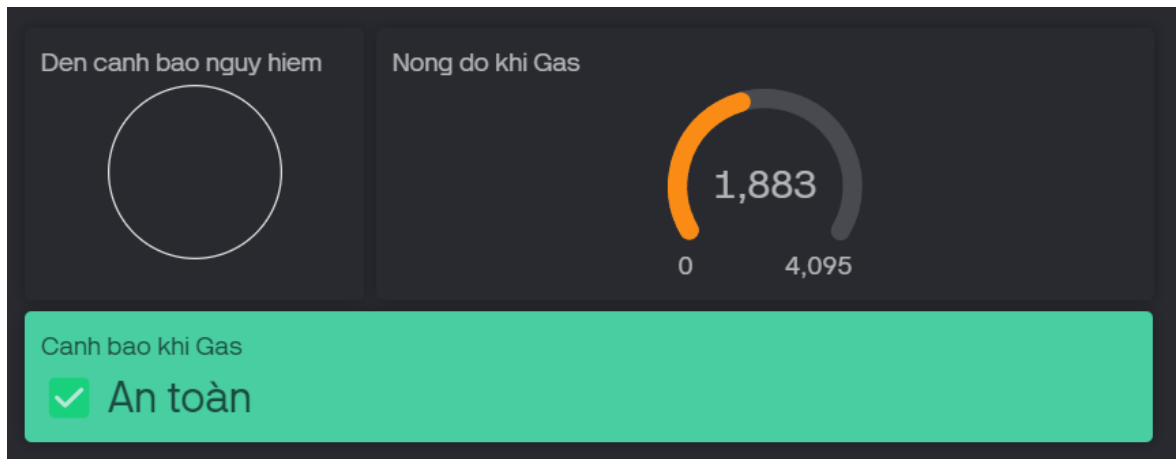 Den canh bao nguy hiem
Nong do khi Gas
1,883
0
4,095
Canh bao khi Gas
An toàn